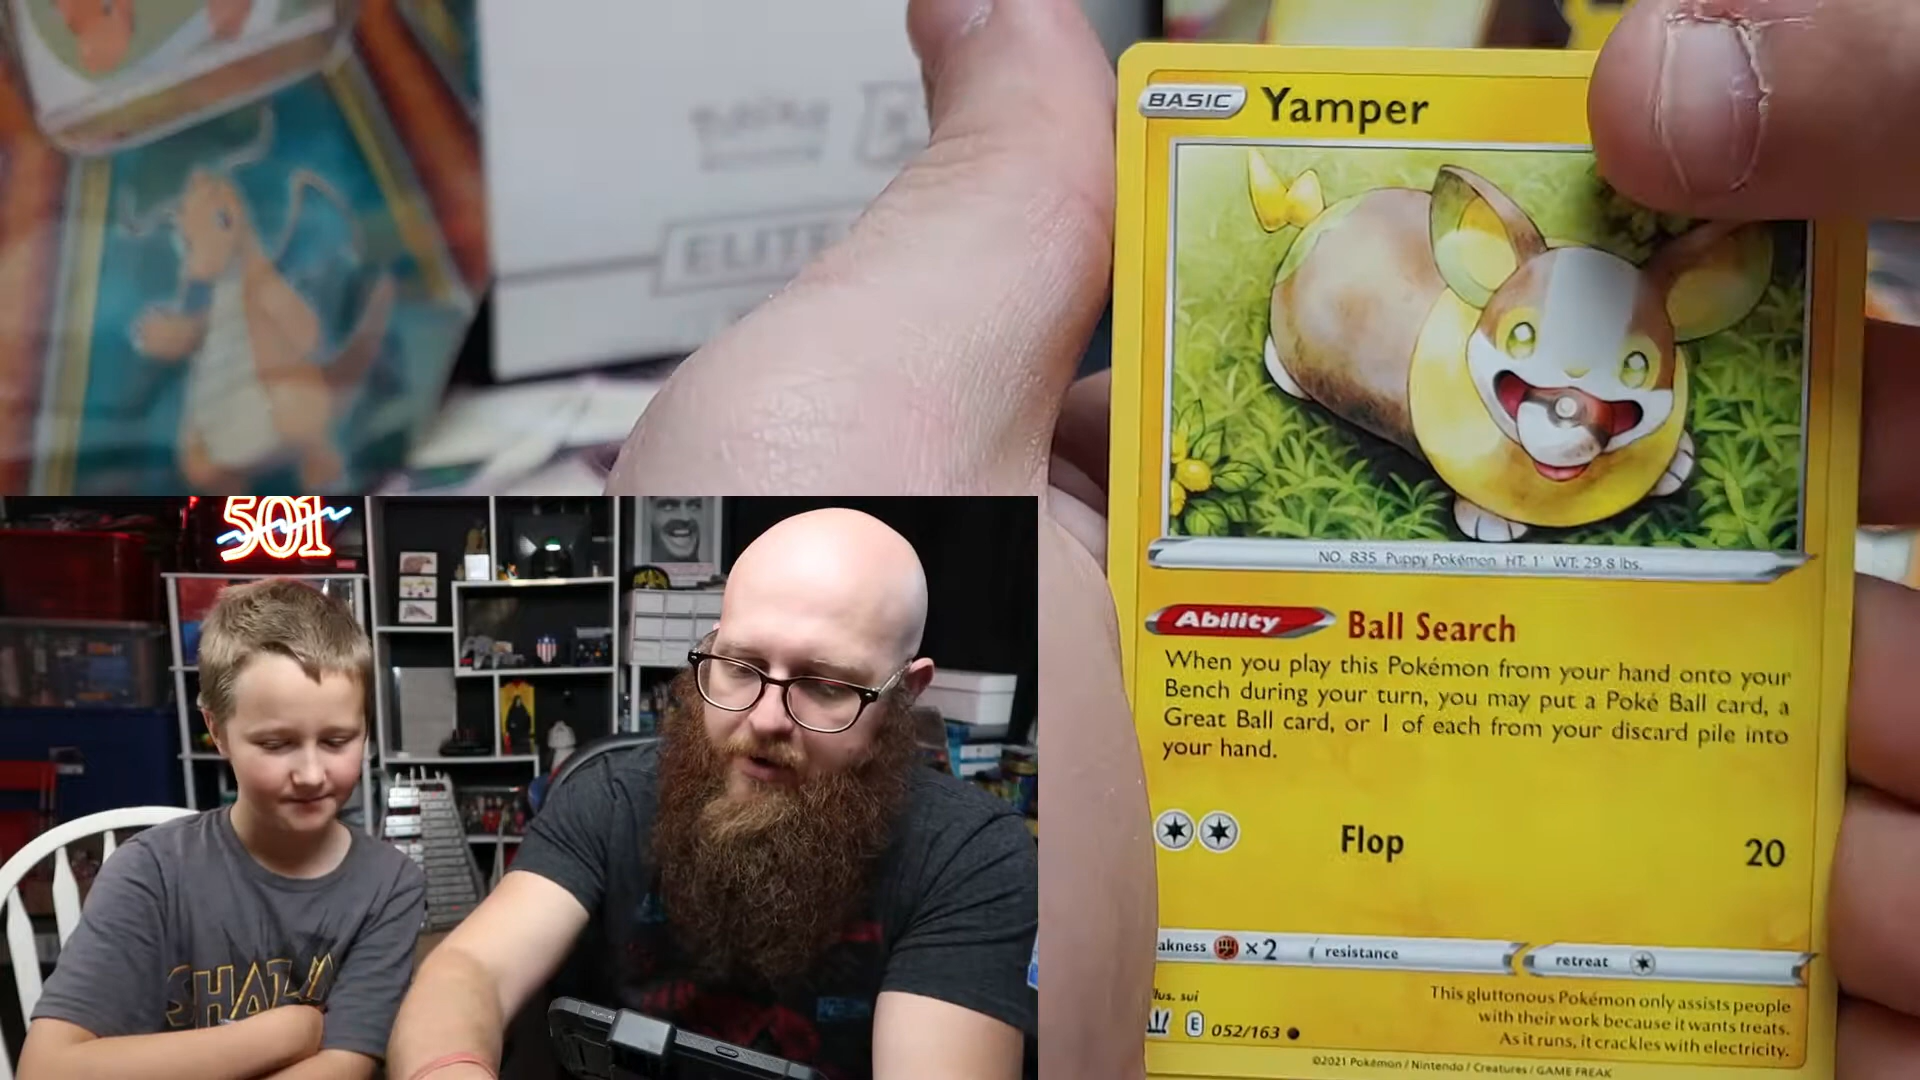 ELITE
BASIC Yamper
NO. 835 Puppy Pokémon HT: 1' WT: 29.8 lbs.
Ability Ball Search
When you play this Pokémon from your hand onto your
Bench during your turn, you may put a Poké Ball card, a
Great Ball card, or 1 of each from your discard pile into
your hand.
Flop 20
akness ×2 resistance retreat
llus. sui
This gluttonous Pokémon only assists people
with their work because it wants treats.
As it runs, it crackles with electricity.
E 052/163
©2021 Pokémon / Nintendo / Creatures / GAME FREAK
501
SHAZA